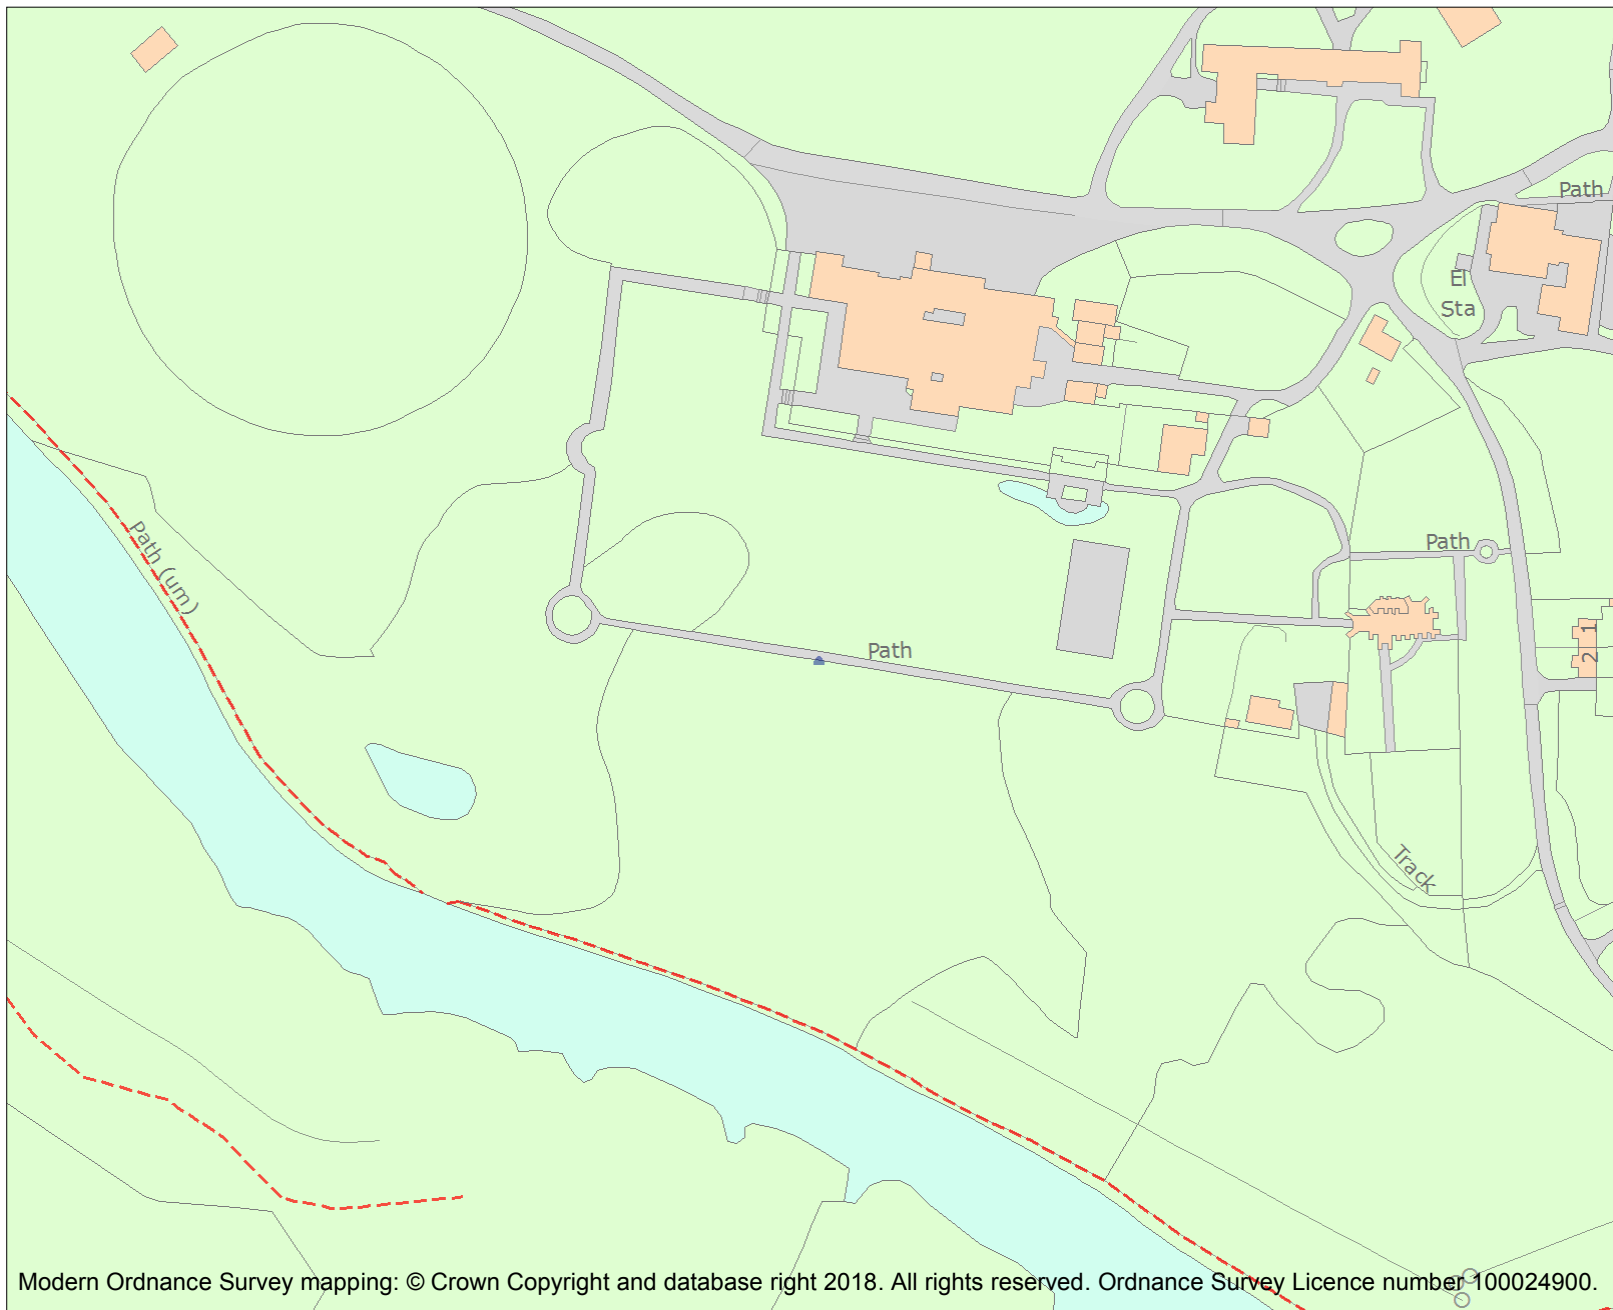 Path
El
Sta
Path (um)
Path
Path
2 1
Track
Modern Ordnance Survey mapping: © Crown Copyright and database right 2018. All rights reserved. Ordnance Survey Licence number 100024900.